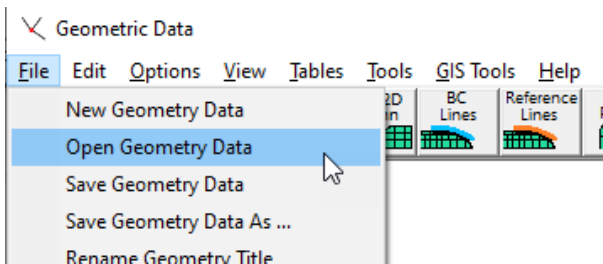 Geometric Data
File Edit Options View Tables Tools GIS Tools Help
New Geometry Data
2D
BC
Lines
Reference
Lines
Open Geometry Data
Save Geometry Data
Save Geometry Data As ...
Rename Geometry Title